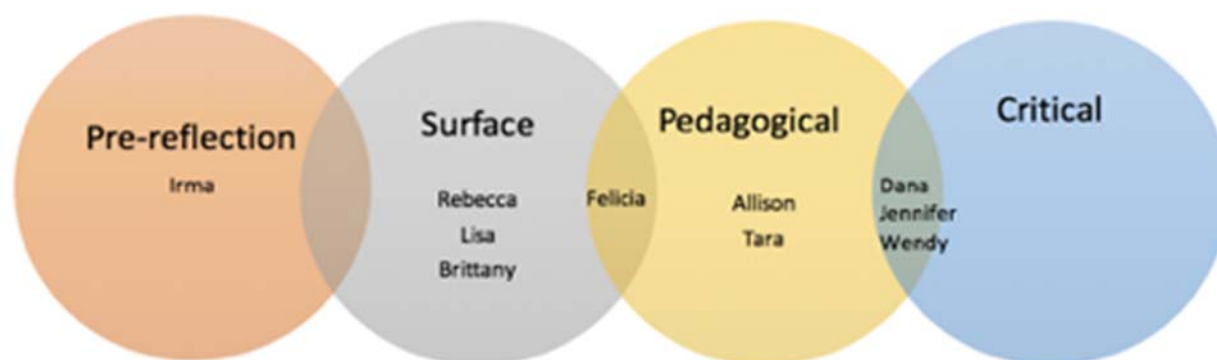 Pre-reflection
Irma
Surface
Rebecca
Lisa
Brittany
Felicia
Pedagogical
Allison
Tara
Dana
Jennifer
Wendy
Critical